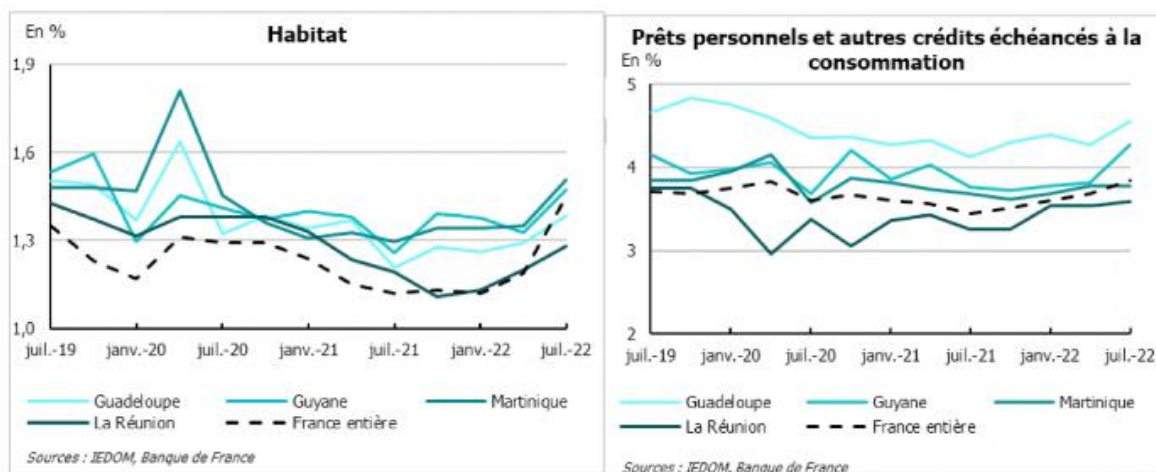 En %
Habitat
1,9
1,6
1,3
1,0
juil.-19 janv.-20 juil.-20 janv.-21 juil.-21 janv.-22 juil.-22
Guadeloupe Guyane Martinique
La Réunion France entière
Sources : IEDOM, Banque de France
Prêts personnels et autres crédits échéancés à la
consommation
En %
5
4
3
2
juil.-19 janv.-20 juil.-20 janv.-21 juil.-21 janv.-22 juil.-22
Guadeloupe Guyane Martinique
La Réunion France entière
Sources : IEDOM, Banque de France